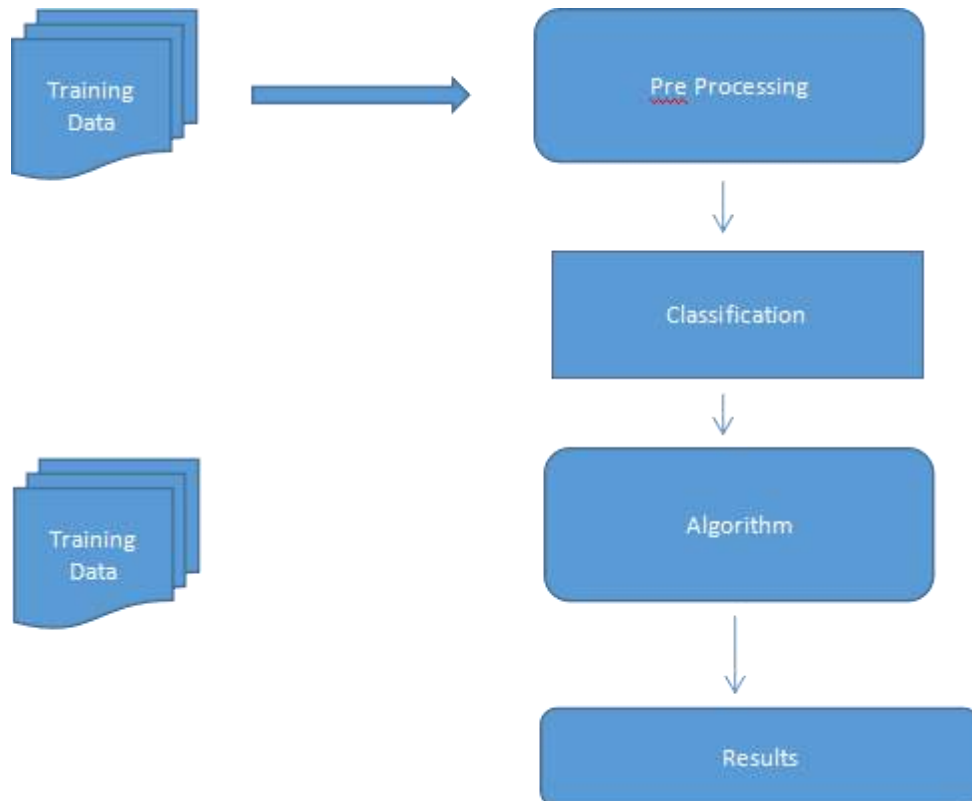 Training
Data
Pre Processing
Classification
Training
Data
Algorithm
Results